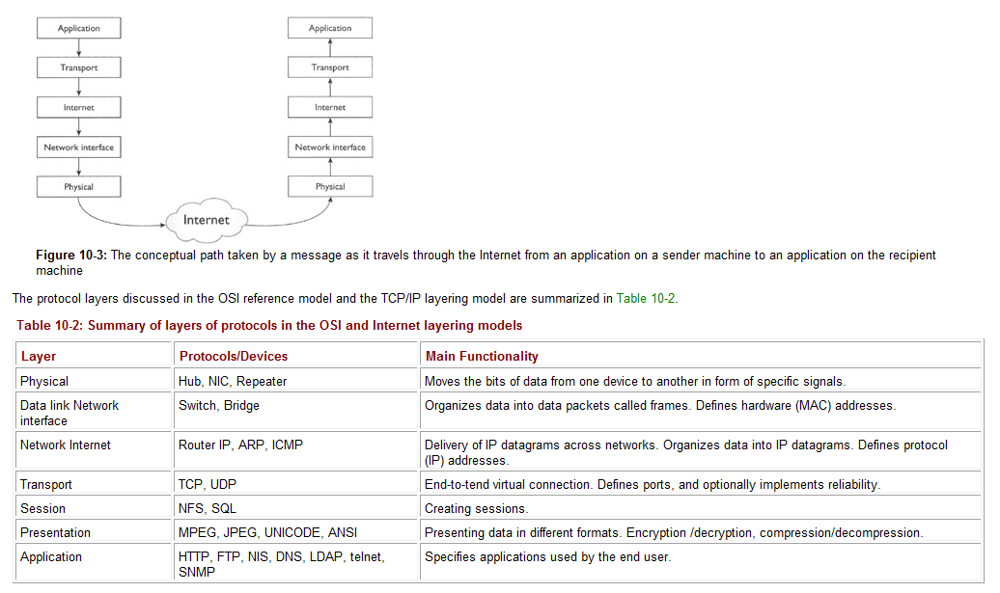 Application
Transport
Internet
Network interface
Physical
Application
Transport
Internet
Network interface
Physical
Internet
Figure 10-3: The conceptual path taken by a message as it travels through the Internet from an application on a sender machine to an application on the recipient
machine
The protocol layers discussed in the OSI reference model and the TCP/IP layering model are summarized in Table 10-2.
Table 10-2: Summary of layers of protocols in the OSI and Internet layering models
Layer Protocols/Devices Main Functionality
Physical Hub, NIC, Repeater Moves the bits of data from one device to another in form of specific signals.
Data link Network Switch, Bridge Organizes data into data packets called frames. Defines hardware (MAC) addresses.
interface
Network Internet Router IP, ARP, ICMP Delivery of IP datagrams across networks. Organizes data into IP datagrams. Defines protocol
(IP) addresses.
Transport TCP, UDP End-to-tend virtual connection. Defines ports, and optionally implements reliability.
Session NFS, SQL Creating sessions.
Presentation MPEG, JPEG, UNICODE, ANSI Presenting data in different formats. Encryption /decryption, compression/decompression.
Application HTTP, FTP, NIS, DNS, LDAP, telnet, Specifies applications used by the end user.
SNMP